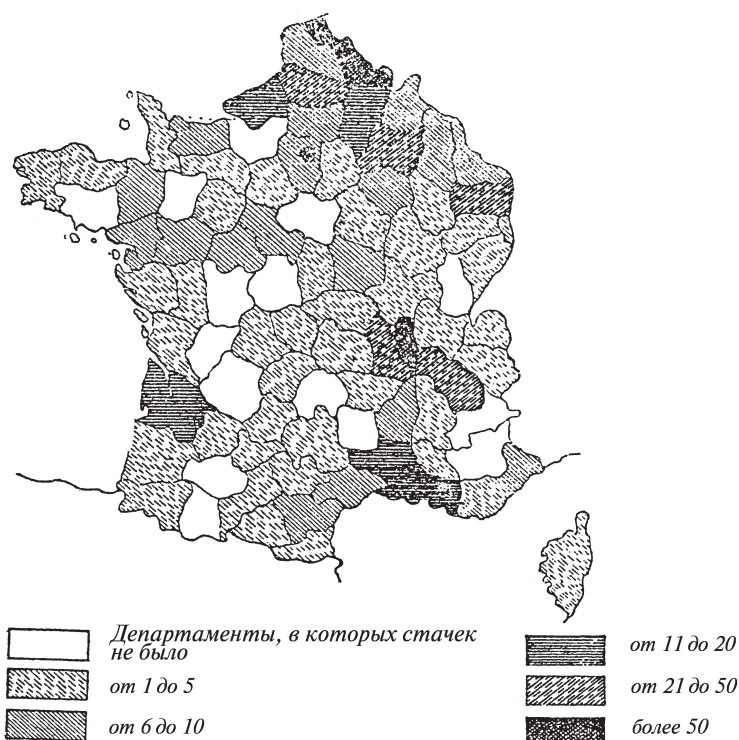 Департаменты, в которых стачек
не было
от 1 до 5
от 6 до 10
от 11 до 20
от 21 до 50
более 50